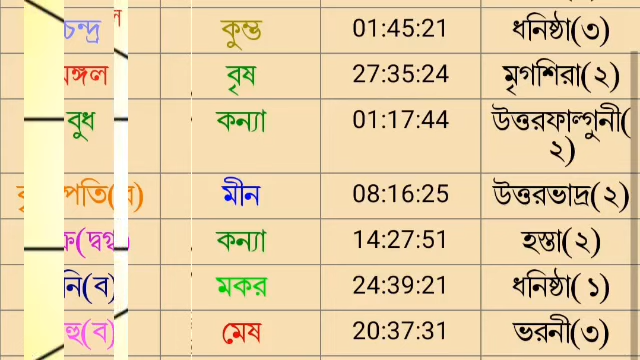 চন্দ্র কুম্ভ 01:45:21 ধনিষ্ঠা(৩)
মঙ্গল বৃষ 27:35:24 মৃগশিরা(২)
বুধ কন্যা 01:17:44 উত্তরফাল্গুনী(
২)
পতি(ব) মীন 08:16:25 উত্তরভাদ্র(২)
ক্র(দ্বগ্ধ) কন্যা 14:27:51 হস্তা(২)
নি(ব) মকর 24:39:21 ধনিষ্ঠা(১)
হু(ব) মেষ 20:37:31 ভরনী(৩)